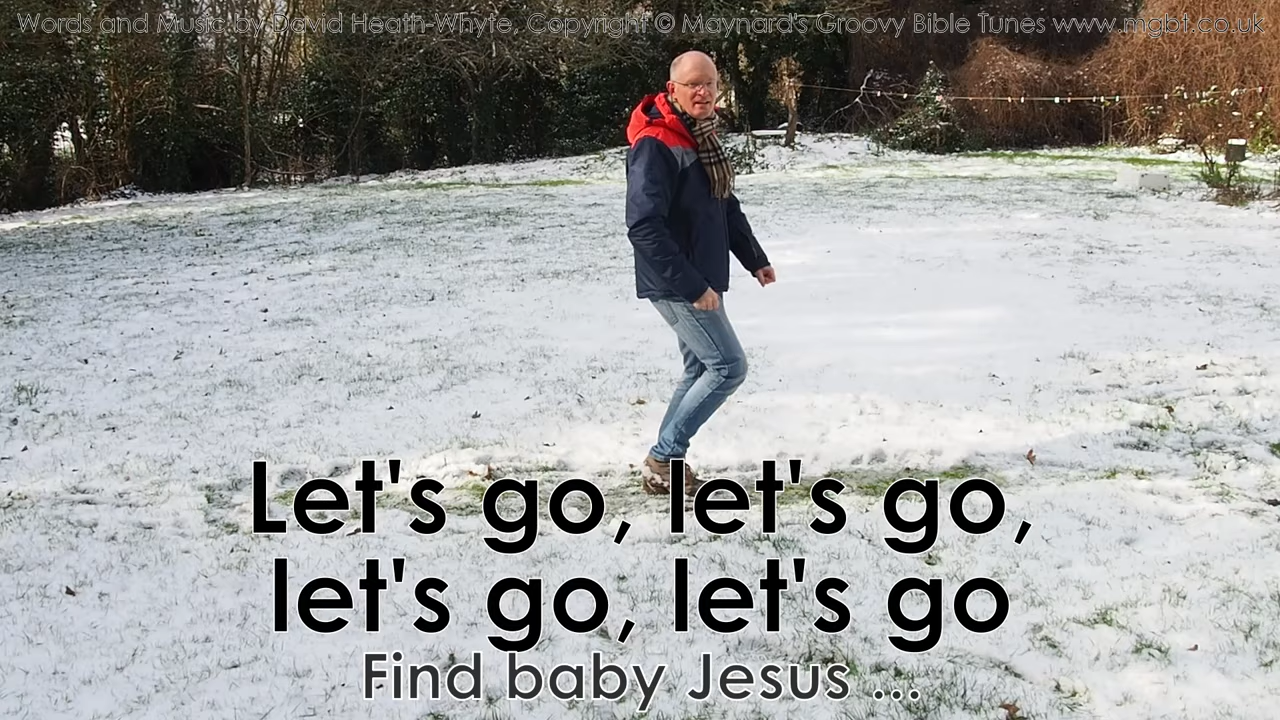 Words and Music by David Heath-Whyte, Copyright © Maynard's Groovy Bible Tunes www.mgbt.co.uk
Let's go, let's go,
let's go, let's go
Find baby Jesus ...